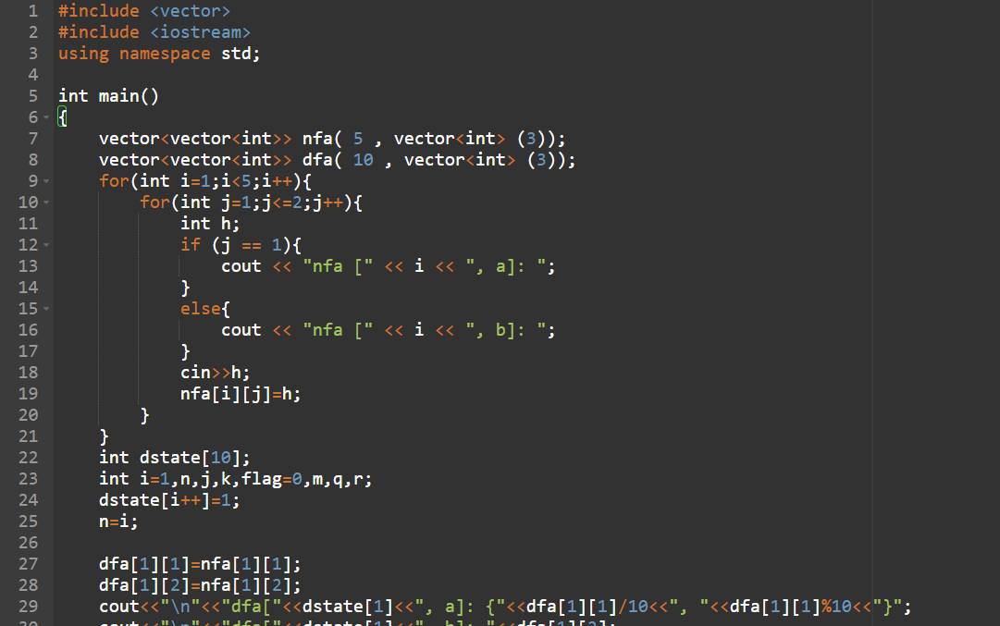 1 #include <vector>
2 #include <iostream>
3 using namespace std;
4
5 int main()
6 {
7 vector<vector<int>> nfa( 5 , vector<int> (3));
8 vector<vector<int>> dfa( 10 , vector<int> (3));
9 for(int i=1;i<5;i++){
10 for(int j=1;j<=2;j++){
11 int h;
12 if (j == 1){
13 cout << "nfa [" << i << ", a]: ";
14 }
15 else{
16 cout << "nfa [" << i << ", b]: ";
17 }
18 cin>>h;
19 nfa[i][j]=h;
20 }
21 }
22 int dstate[10];
23 int i=1,n,j,k,flag=0,m,q,r;
24 dstate[i++]=1;
25 n=i;
26
27 dfa[1][1]=nfa[1][1];
28 dfa[1][2]=nfa[1][2];
29 cout<<"\n"<<"dfa["<<dstate[1]<<", a]: {"<<dfa[1][1]/10<<", "<<dfa[1][1]%10<<"}";